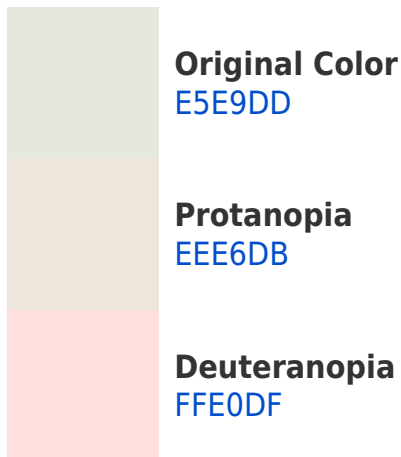 Original Color
E5E9DD
Protanopia
EEE6DB
Deuteranopia
FFE0DF